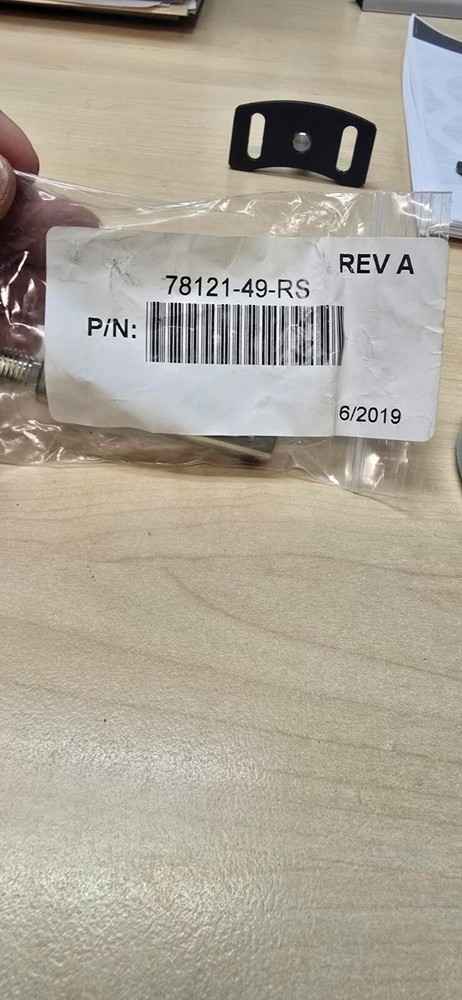 REV A
78121-49-RS
P/N:
6/2019